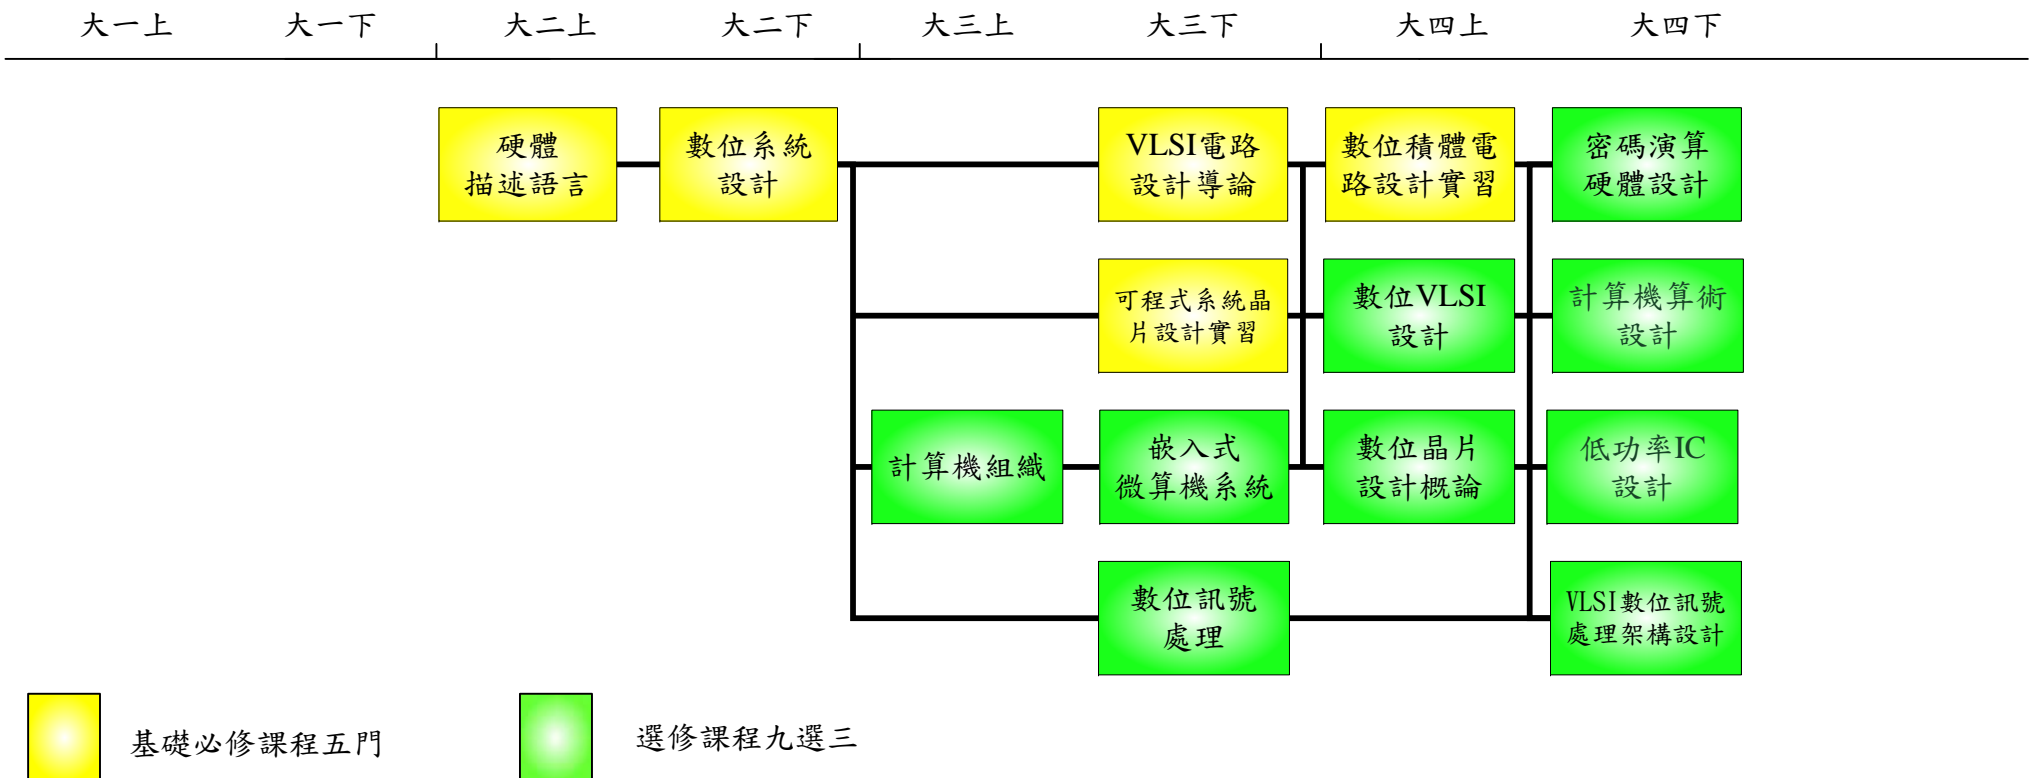 大一上 大一下 大二上 大二下 大三上 大三下 大四上 大四下
硬體
描述語言
數位系統
設計
VLSI電路
設計導論
數位積體電
路設計實習
密碼演算
硬體設計
可程式系統晶
片設計實習
數位VLSI
設計
計算機算術
設計
計算機組織
嵌入式
微算機系統
數位晶片
設計概論
低功率IC
設計
數位訊號
處理
VLSI數位訊號
處理架構設計
基礎必修課程五門
選修課程九選三